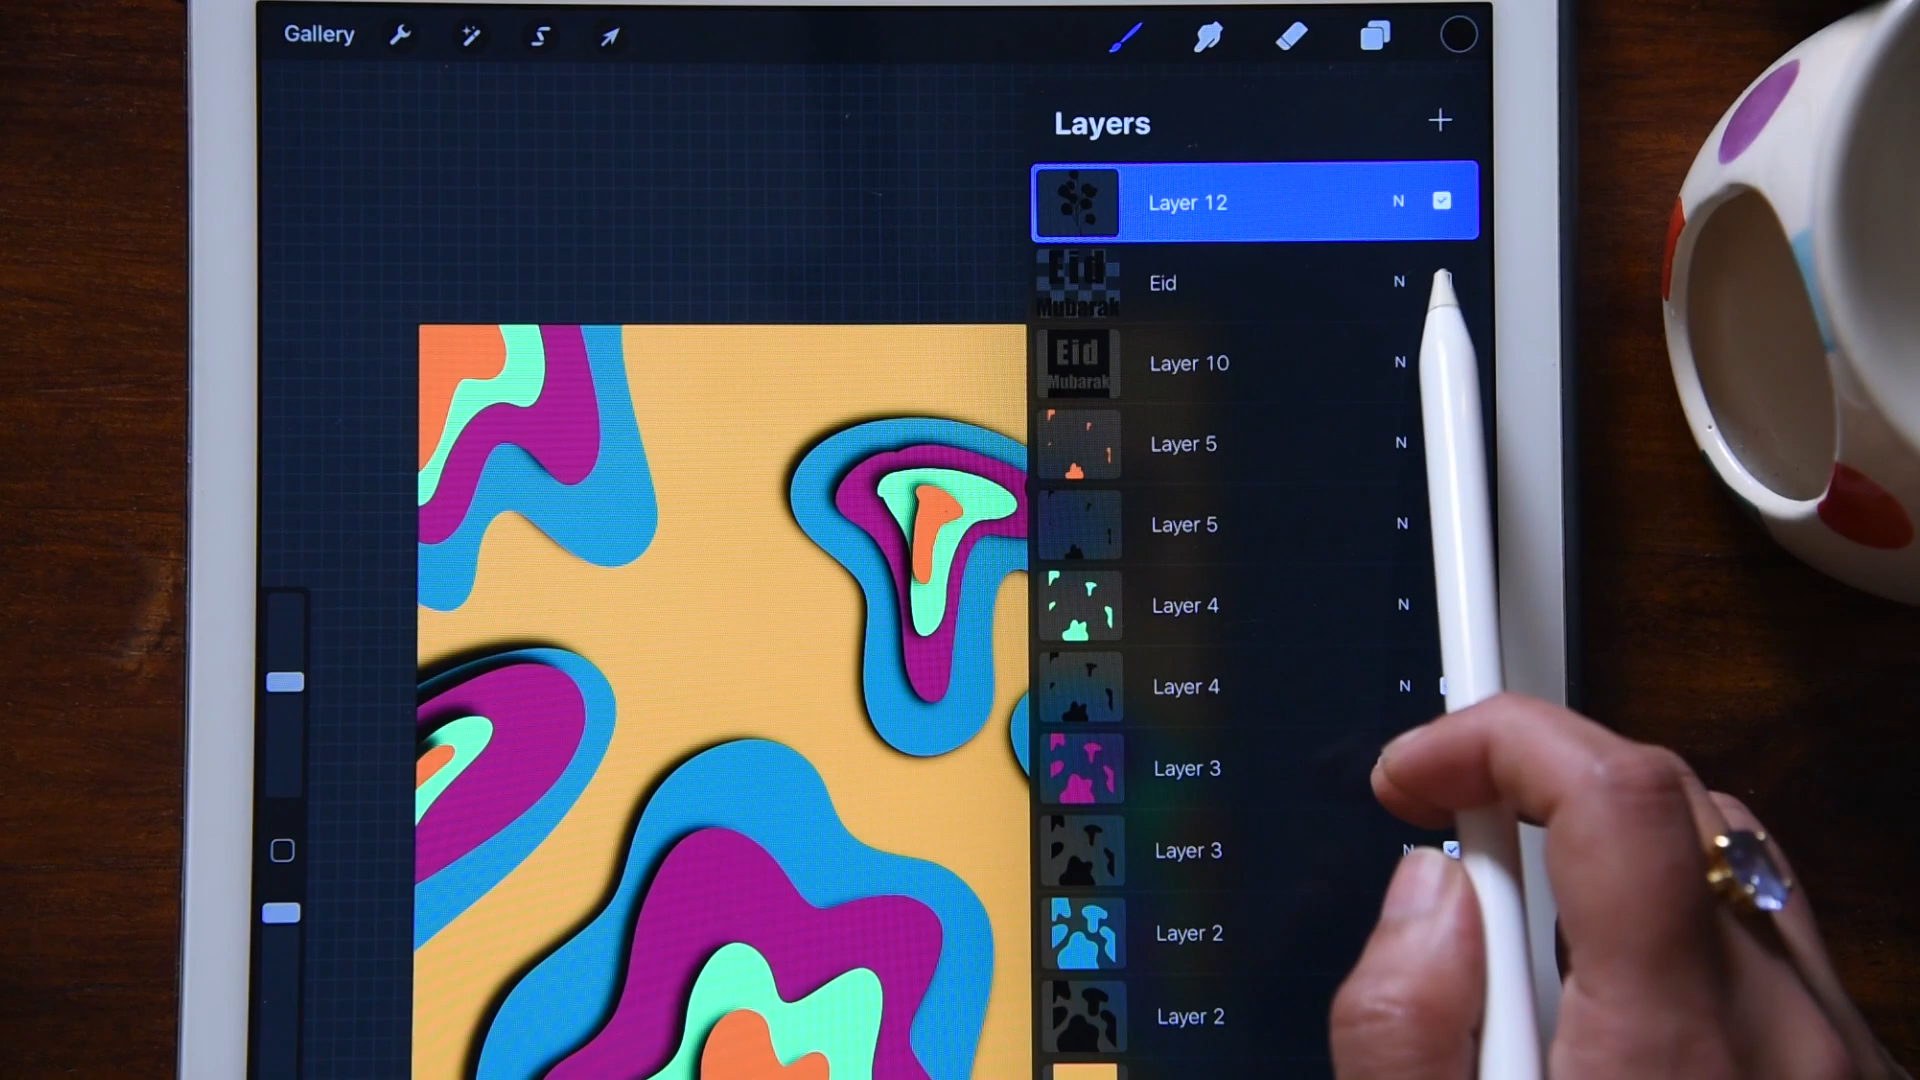 Gallery
Layers
Layer 12 N
Eid N
Eid
Mubarak
Layer 10 N
Eid
Mubarak
Layer 5 N
Layer 5 N
Layer 4 N
Layer 4 N
Layer 3
Layer 3 N
Layer 2
Layer 2